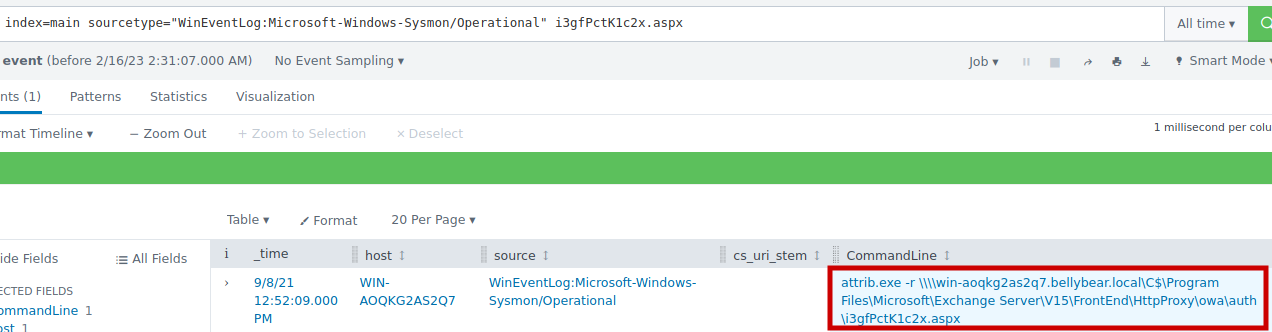 index=main sourcetype="WinEventLog:Microsoft-Windows-Sysmon/Operational" i3gfPctK1c2x.aspx
All time ▾
event (before 2/16/23 2:31:07.000 AM) No Event Sampling ▾
Job ▾ Smart Mode ▾
nts (1) Patterns Statistics Visualization
rmat Timeline ▾ − Zoom Out + Zoom to Selection × Deselect
1 millisecond per colu
Table ▾ Format 20 Per Page ▾
ide Fields All Fields
i _time host source cs_uri_stem CommandLine
ECTED FIELDS
ommandLine 1
ost 1
> 9/8/21
12:52:09.000
PM
WIN-
AOQKG2AS2Q7
WinEventLog:Microsoft-Windows-
Sysmon/Operational
attrib.exe -r \\\\win-aoqkg2as2q7.bellybear.local\C$\Program
Files\Microsoft\Exchange Server\V15\FrontEnd\HttpProxy\owa\auth
\i3gfPctK1c2x.aspx